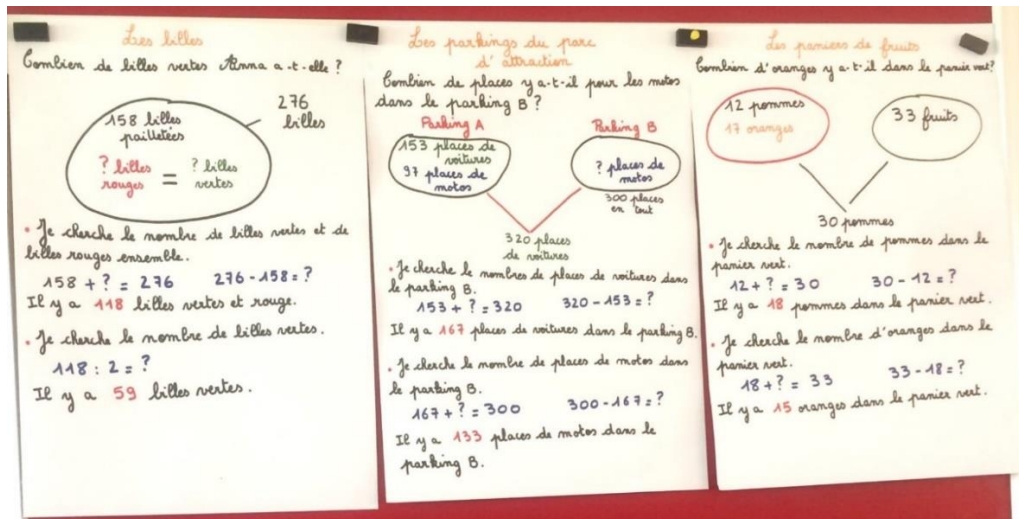 Les billes
Combien de billes vertes Anna a-t-elle ?
276
billes
158 billes
pailletées
? billes
rouges
=
? billes
vertes
• Je cherche le nombre de billes vertes et de
billes rouges ensemble.
158 + ? = 276 276 - 158 = ?
Il y a 118 billes vertes et rouge.
• Je cherche le nombre de billes vertes.
118 : 2 = ?
Il y a 59 billes vertes.
Les parkings du parc
d'attraction
Combien de places y a-t-il pour les motos
dans le parking B ?
Parking A
153 places de
voitures
97 places de
motos
Parking B
? places de
motos
300 places
en tout
320 places
de voitures
• Je cherche le nombres de places de voitures dans
le parking B.
153 + ? = 320 320 - 153 = ?
Il y a 167 places de voitures dans le parking B.
• Je cherche le nombre de places de motos dans
le parking B.
167 + ? = 300 300 - 167 = ?
Il y a 133 places de motos dans le
parking B.
Les paniers de fruits
Combien d'oranges y a-t-il dans le panier vert?
12 pommes
17 oranges
33 fruits
30 pommes
• Je cherche le nombre de pommes dans le
panier vert.
12 + ? = 30 30 - 12 = ?
Il y a 18 pommes dans le panier vert.
• Je cherche le nombre d'oranges dans le
panier vert.
18 + ? = 33 33 - 18 = ?
Il y a 15 oranges dans le panier vert.